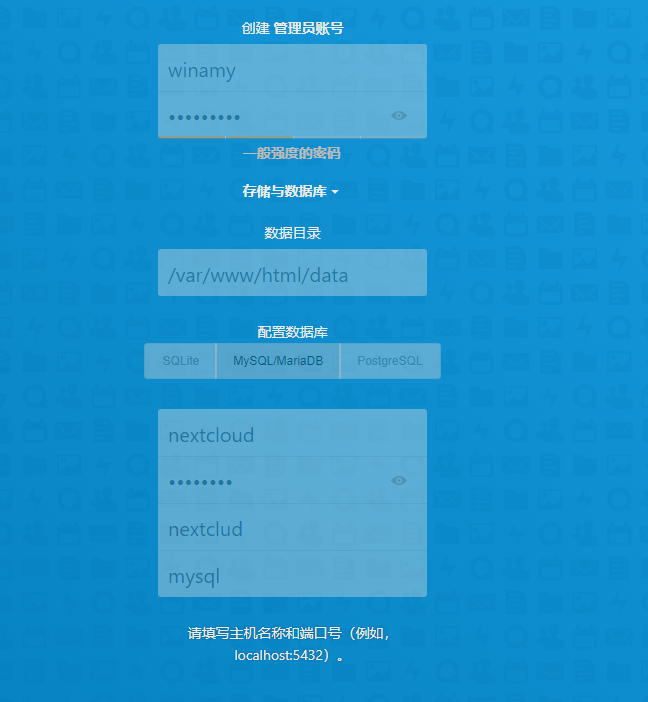 创建 管理员账号
winamy
•••••••••
一般强度的密码
存储与数据库
数据目录
/var/www/html/data
配置数据库
SQLite MySQL/MariaDB PostgreSQL
nextcloud
••••••••
nextclud
mysql
请填写主机名称和端口号（例如，
localhost:5432）。